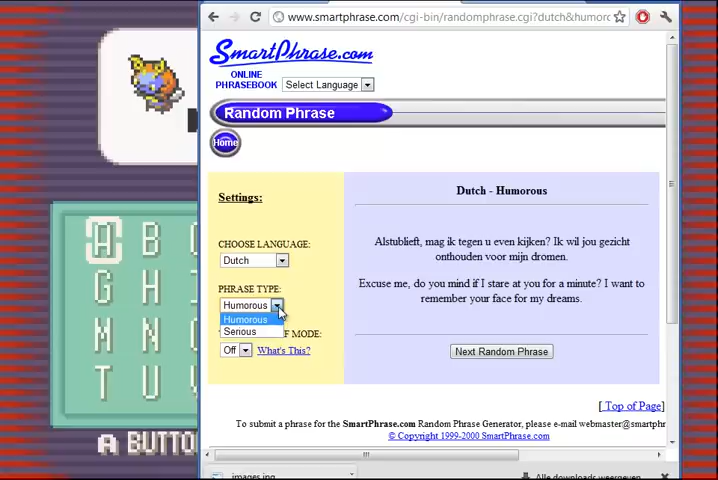 www.smartphrase.com/cgi-bin/randomphrase.cgi?dutch&humorc
SmartPhrase.com
ONLINE
PHRASEBOOK
Select Language
Random Phrase
Home
Settings:
Dutch - Humorous
CHOOSE LANGUAGE:
Dutch
Alstublieft, mag ik tegen u even kijken? Ik wil jou gezicht
onthouden voor mijn dromen.
PHRASE TYPE:
Humorous
Humorous
Serious
Excuse me, do you mind if I stare at you for a minute? I want to
remember your face for my dreams.
F MODE:
Off
What's This?
Next Random Phrase
[ Top of Page]
To submit a phrase for the SmartPhrase.com Random Phrase Generator, please e-mail webmaster@smartphr
© Copyright 1999-2000 SmartPhrase.com
images.jpg
Alle downloads weergeven
A B
G H
M N
T U
A BUTTO